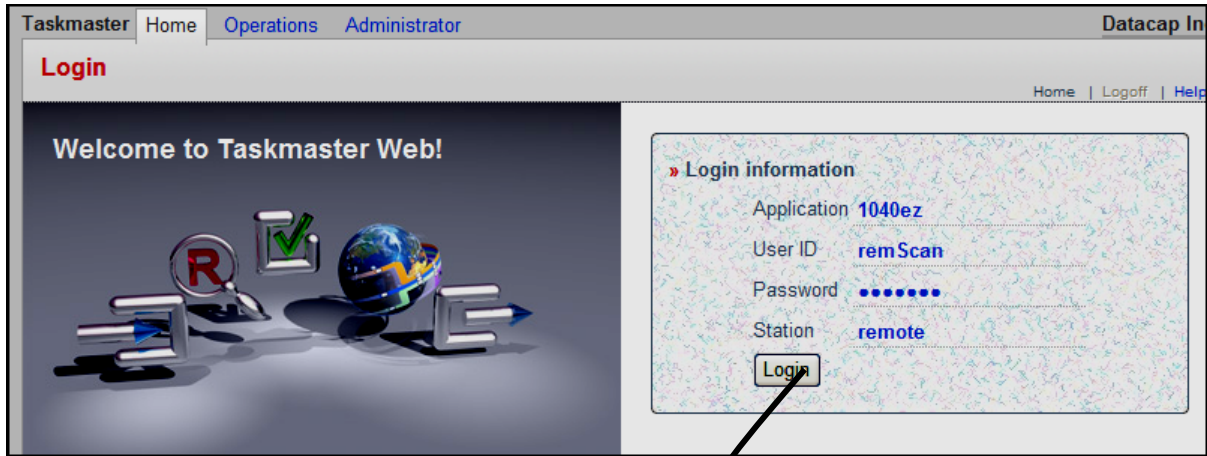 Taskmaster Home Operations Administrator Datacap In
Login
Home | Logoff | Help
Welcome to Taskmaster Web!
» Login information
Application 1040ez
User ID remScan
Password •••••••
Station remote
Login
R